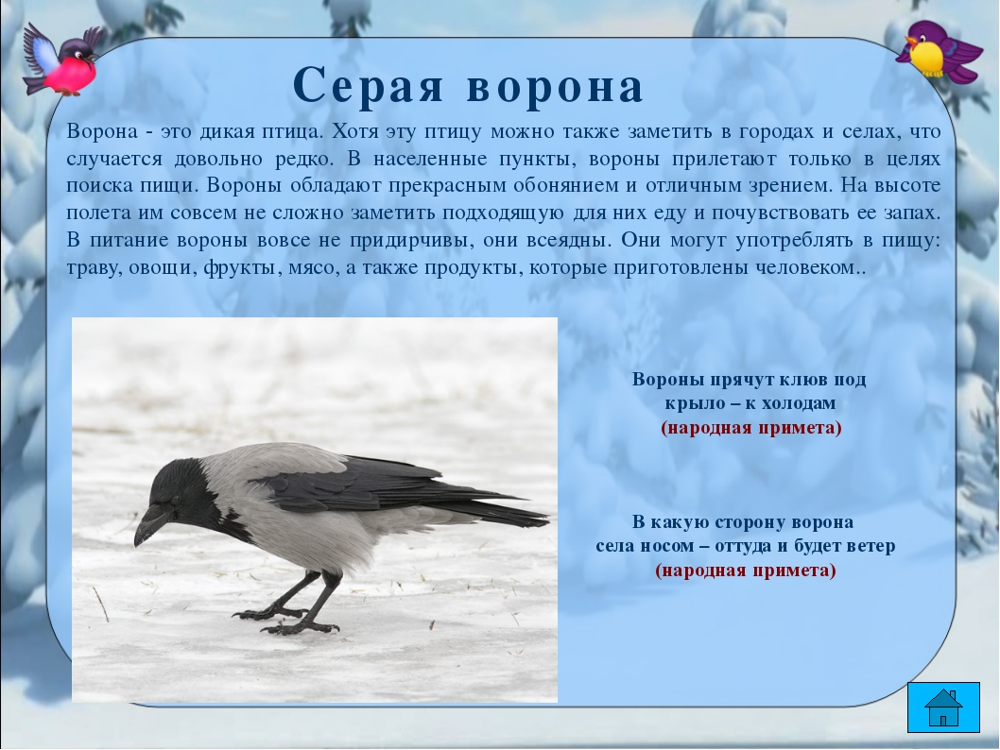 Серая ворона
Ворона - это дикая птица. Хотя эту птицу можно также заметить в городах и селах, что
случается довольно редко. В населенные пункты, вороны прилетают только в целях
поиска пищи. Вороны обладают прекрасным обонянием и отличным зрением. На высоте
полета им совсем не сложно заметить подходящую для них еду и почувствовать ее запах.
В питание вороны вовсе не придирчивы, они всеядны. Они могут употреблять в пищу:
траву, овощи, фрукты, мясо, а также продукты, которые приготовлены человеком..
Вороны прячут клюв под
крыло – к холодам
(народная примета)
В какую сторону ворона
села носом – оттуда и будет ветер
(народная примета)